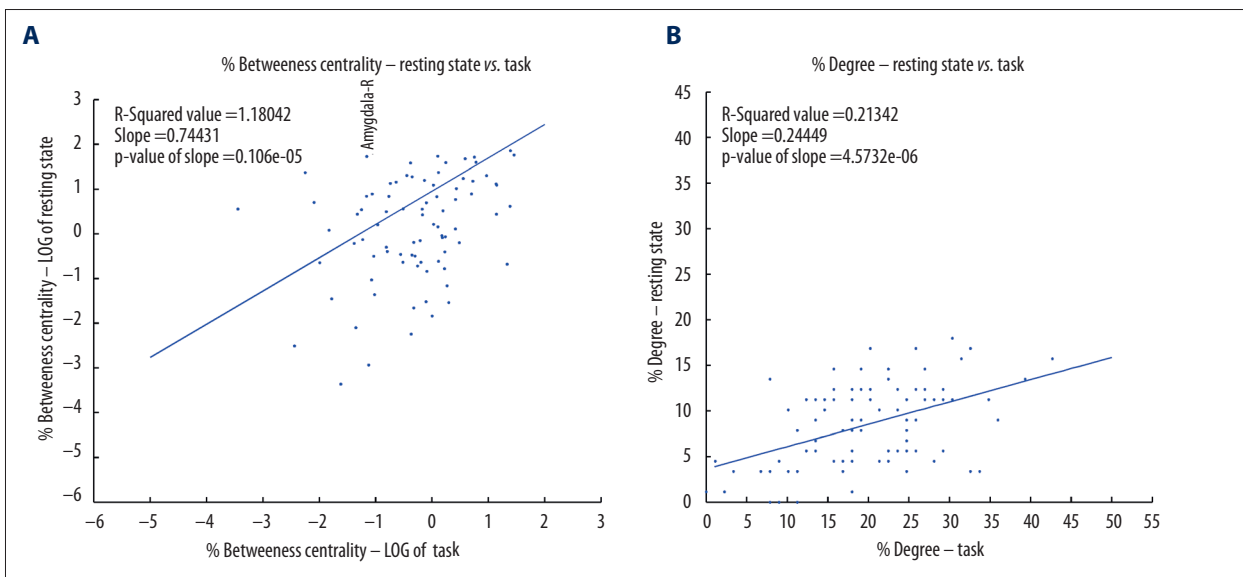 A
% Betweeness centrality – resting state vs. task
Amygdala-R
R-Squared value =1.18042
Slope =0.74431
p-value of slope =0.106e-05
% Betweeness centrality – LOG of resting state
3
2
1
0
–1
–2
–3
–4
–5
–6
–6 –5 –4 –3 –2 –1 0 1 2 3
% Betweeness centrality – LOG of task
B
% Degree – resting state vs. task
R-Squared value =0.21342
Slope =0.24449
p-value of slope =4.5732e-06
% Degree – resting state
45
40
35
30
25
20
15
10
5
0
0 5 10 15 20 25 30 35 40 45 50 55
% Degree – task